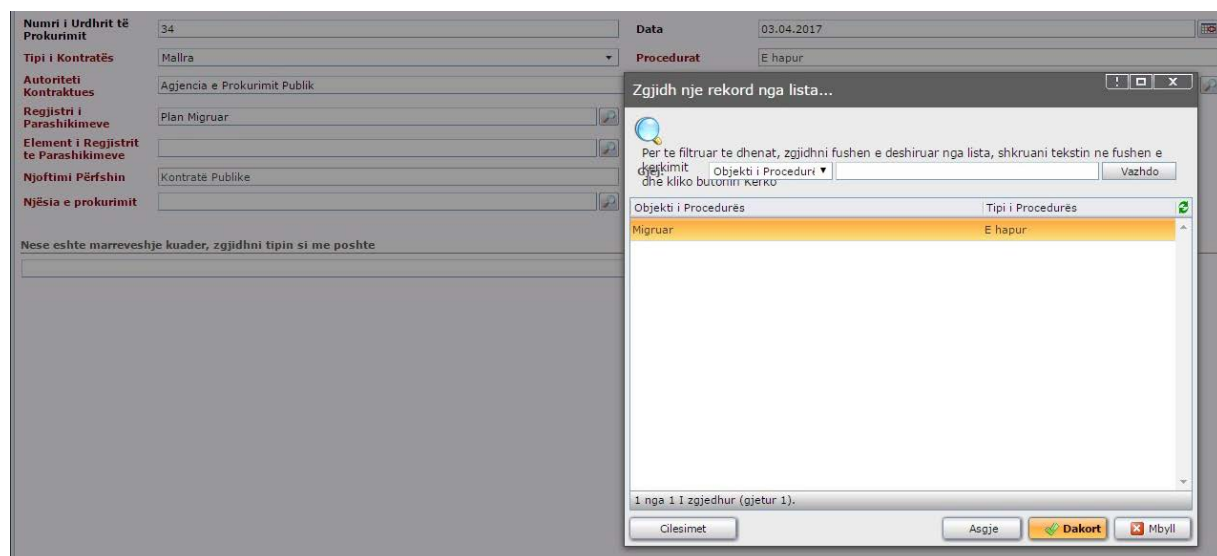 Numri i Urdhrit të
Prokurimit
34
Data
03.04.2017
Tipi i Kontratës
Mallra
Procedurat
E hapur
Autoriteti
Kontraktues
Agjencia e Prokurimit Publik
Regjistri i
Parashikimeve
Plan Migruar
Element i Regjistrit
te Parashikimeve
Njoftimi Përfshin
Kontratë Publike
Njësia e prokurimit
Nese eshte marreveshje kuader, zgjidhni tipin si me poshte
Zgjidh nje rekord nga lista...
Per te filtruar te dhenat, zgjidhni fushen e deshiruar nga lista, shkruani tekstin ne fushen e
kerkimit
Gjej:
Objekti i Procedurë
Vazhdo
dhe kliko butonin Kerko
Objekti i Procedurës
Tipi i Procedurës
Migruar
E hapur
1 nga 1 I zgjedhur (gjetur 1).
Cilesimet
Asgje
Dakort
Mbyll